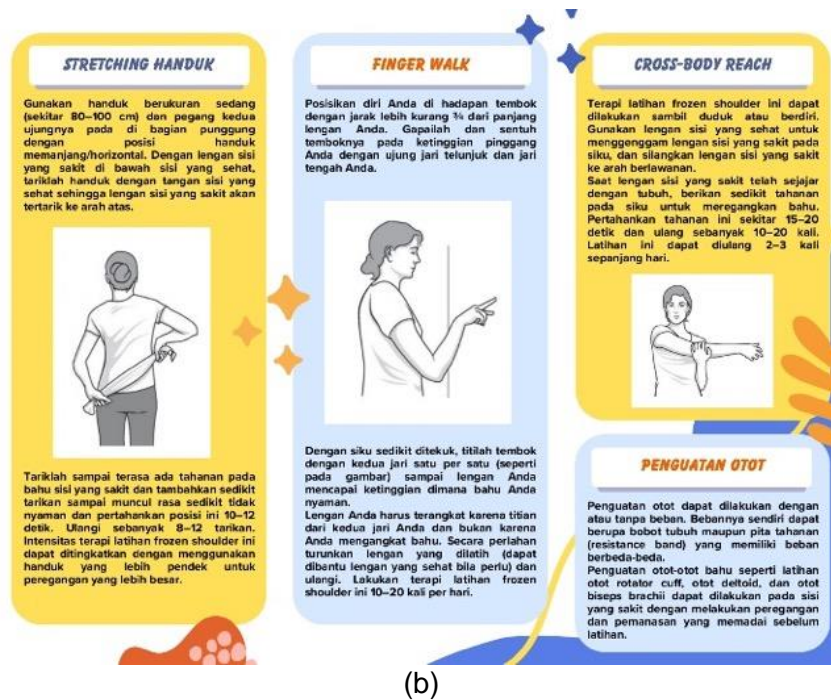 STRETCHING HANDUK
Gunakan handuk berukuran sedang
(sekitar 80–100 cm) dan pegang kedua
ujungnya pada di bagian punggung
dengan posisi handuk
memanjang/horizontal. Dengan lengan sisi
yang sakit di bawah sisi yang sehat,
tariklah handuk dengan tangan sisi yang
sehat sehingga lengan sisi yang sakit akan
tertarik ke arah atas.
Tariklah sampai terasa ada tahanan pada
bahu sisi yang sakit dan tambahkan sedikit
tarikan sampai muncul rasa sedikit tidak
nyaman dan pertahankan posisi ini 10–12
detik. Ulangi sebanyak 8–12 tarikan.
Intensitas terapi latihan frozen shoulder ini
dapat ditingkatkan dengan menggunakan
handuk yang lebih pendek untuk
peregangan yang lebih besar.
FINGER WALK
Posisikan diri Anda di hadapan tembok
dengan jarak lebih kurang ¾ dari panjang
lengan Anda. Gapailah dan sentuh
temboknya pada ketinggian pinggang
Anda dengan ujung jari telunjuk dan jari
tengah Anda.
Dengan siku sedikit ditekuk, titilah tembok
dengan kedua jari satu per satu (seperti
pada gambar) sampai lengan Anda
mencapai ketinggian dimana bahu Anda
nyaman.
Lengan Anda harus terangkat karena titian
dari kedua jari Anda dan bukan karena
Anda mengangkat bahu. Secara perlahan
turunkan lengan yang dilatih (dapat
dibantu lengan yang sehat bila perlu) dan
ulangi. Lakukan terapi latihan frozen
shoulder ini 10–20 kali per hari.
CROSS-BODY REACH
Terapi latihan frozen shoulder ini dapat
dilakukan sambil duduk atau berdiri.
Gunakan lengan sisi yang sehat untuk
menggenggam lengan sisi yang sakit pada
siku, dan silangkan lengan sisi yang sakit
ke arah berlawanan.
Saat lengan sisi yang sakit telah sejajar
dengan tubuh, berikan sedikit tahanan
pada siku untuk meregangkan bahu.
Pertahankan tahanan ini sekitar 15–20
detik dan ulang sebanyak 10–20 kali.
Latihan ini dapat diulang 2–3 kali
sepanjang hari.
PENGUATAN OTOT
Penguatan otot dapat dilakukan dengan
atau tanpa beban. Bebannya sendiri dapat
berupa bobot tubuh maupun pita tahanan
(resistance band) yang memiliki beban
berbeda-beda.
Penguatan otot-otot bahu seperti latihan
otot rotator cuff, otot deltoid, dan otot
biseps brachii dapat dilakukan pada sisi
yang sakit dengan melakukan peregangan
dan pemanasan yang memadai sebelum
latihan.
(b)